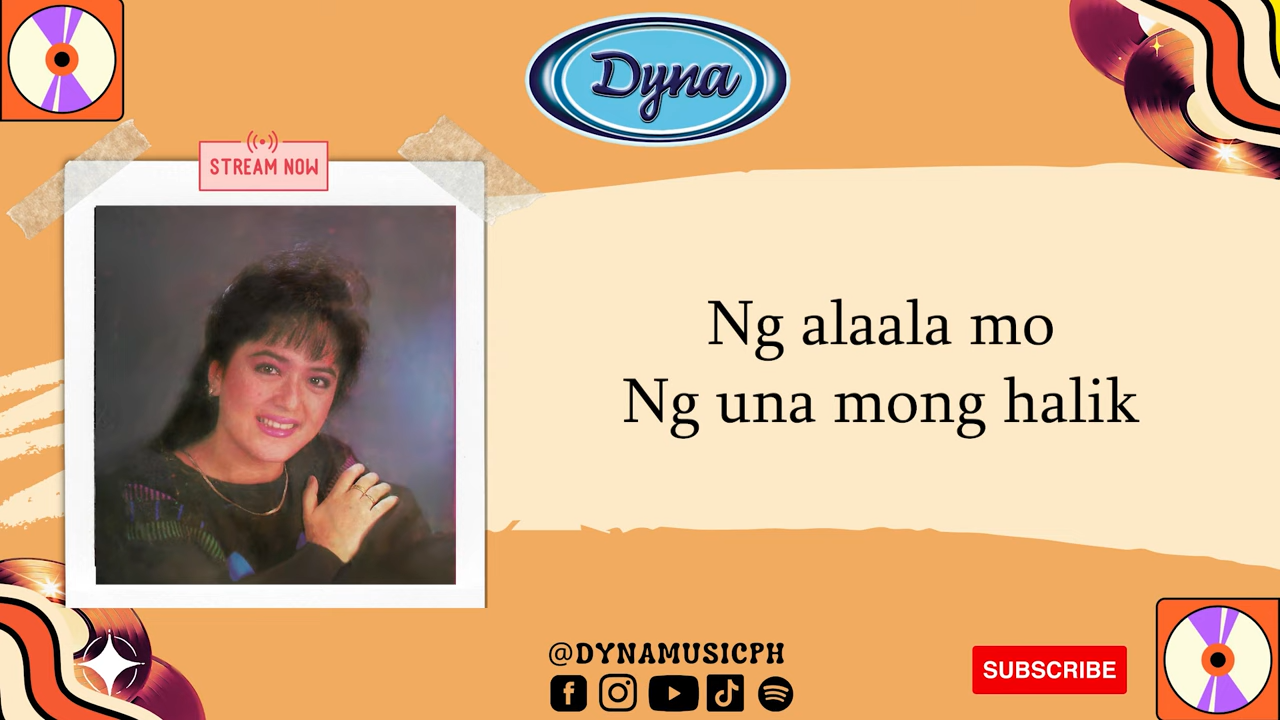 Dyna
STREAM NOW
Ng alaala mo
Ng una mong halik
@DYNAMUSICPH
SUBSCRIBE